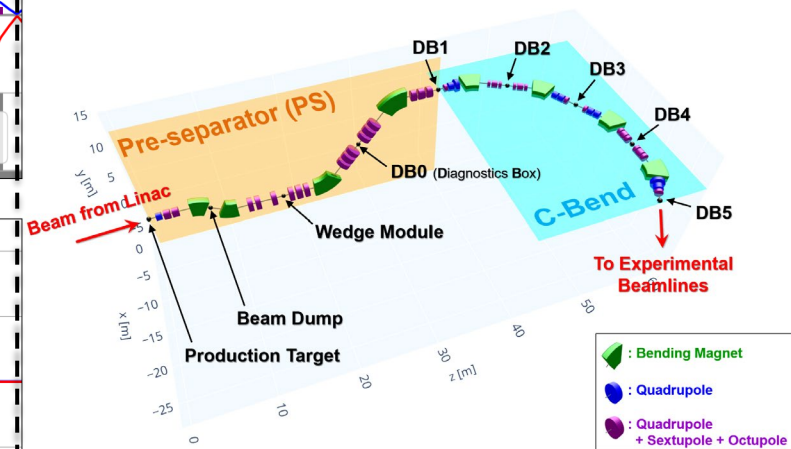 DB1
DB2
DB3
DB4
DB5
Pre-separator (PS)
DB0 (Diagnostics Box)
C-Bend
Beam from Linac
Wedge Module
Beam Dump
Production Target
To Experimental
Beamlines
15
10
5
y [m]
0
-5
-10
-15
-20
-25
x [m]
0
10
20
30
40
50
z [m]
: Bending Magnet
: Quadrupole
: Quadrupole
+ Sextupole + Octupole